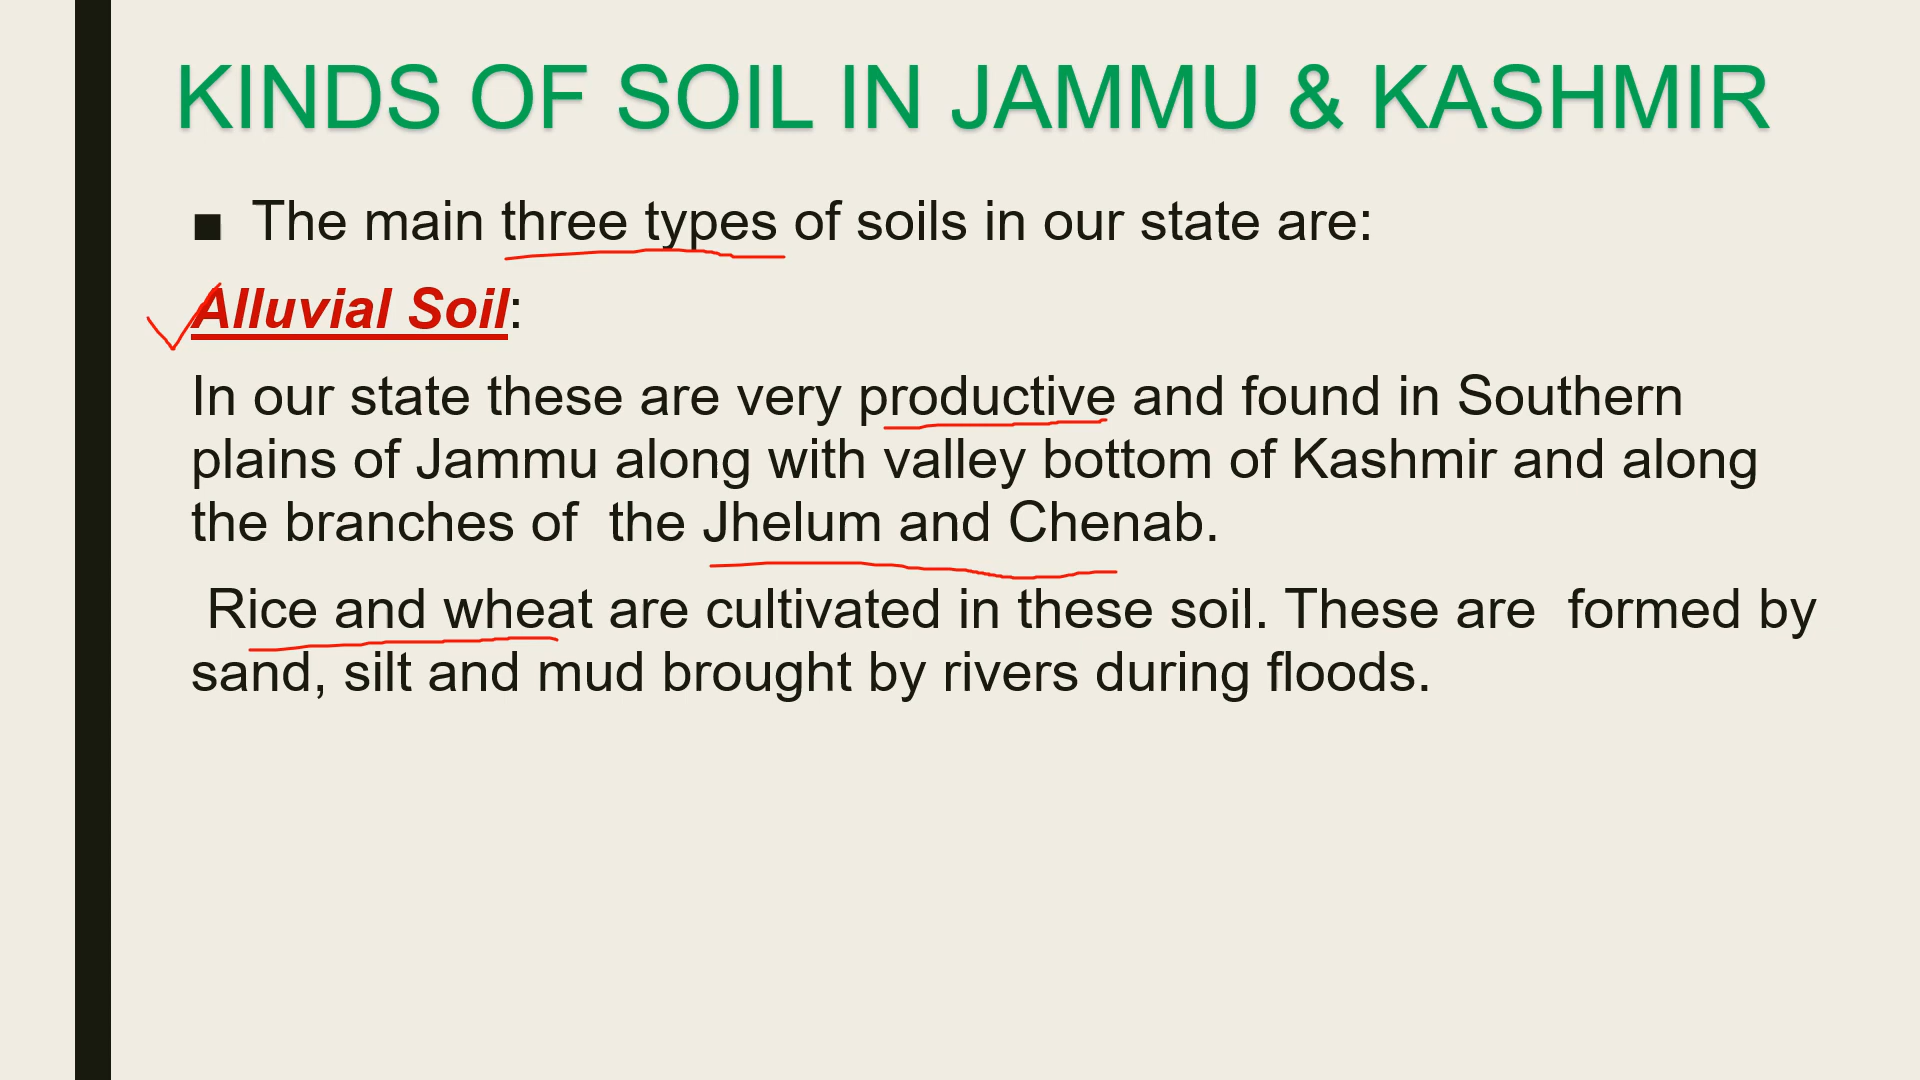 KINDS OF SOIL IN JAMMU & KASHMIR
■ The main three types of soils in our state are:
Alluvial Soil:
In our state these are very productive and found in Southern
plains of Jammu along with valley bottom of Kashmir and along
the branches of  the Jhelum and Chenab.
Rice and wheat are cultivated in these soil. These are  formed by
sand, silt and mud brought by rivers during floods.